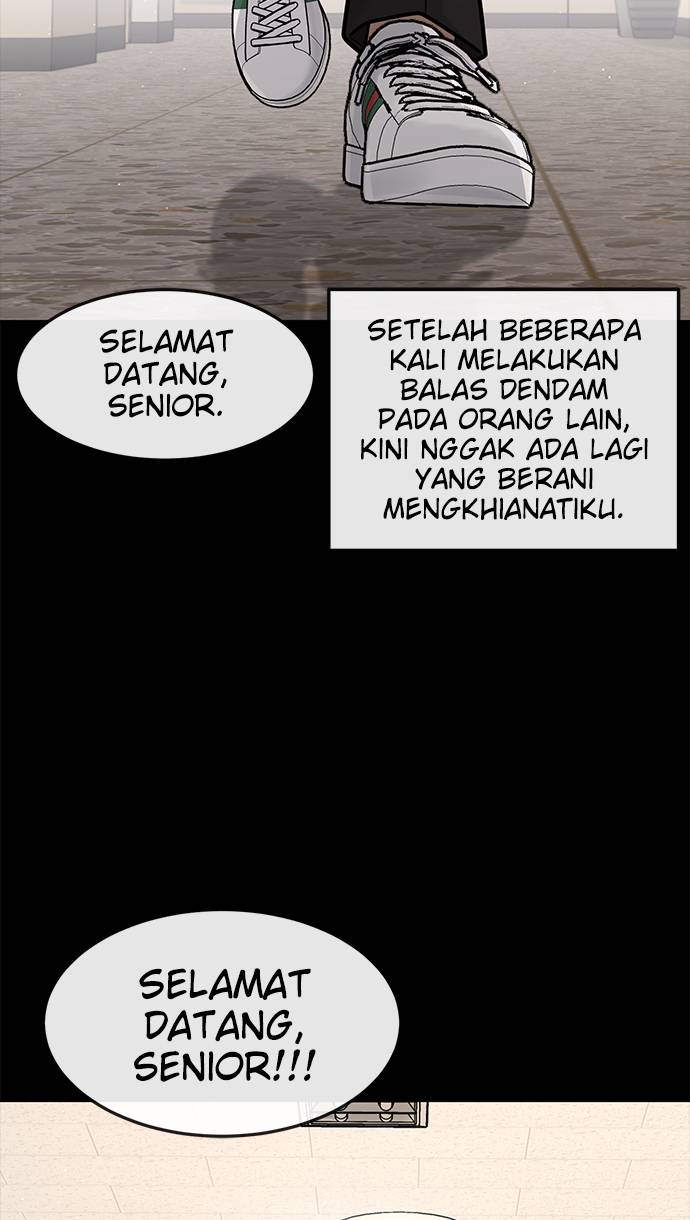 SELAMAT
DATANG,
SENIOR.
SETELAH BEBERAPA
KALI MELAKUKAN
BALAS DENDAM
PADA ORANG LAIN,
KINI NGGAK ADA LAGI
YANG BERANI
MENGKHIANATIKU.
SELAMAT
DATANG,
SENIOR!!!